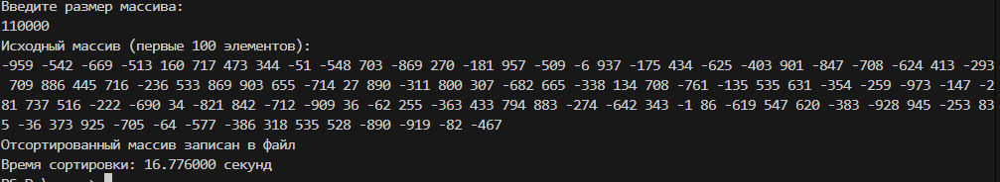 Введите размер массива:
110000
Исходный массив (первые 100 элементов):
-959 -542 -669 -513 160 717 473 344 -51 -548 703 -869 270 -181 957 -509 -6 937 -175 434 -625 -403 901 -847 -708 -624 413 -293
709 886 445 716 -236 533 869 903 655 -714 27 890 -311 800 307 -682 665 -338 134 708 -761 -135 535 631 -354 -259 -973 -147 -2
81 737 516 -222 -690 34 -821 842 -712 -909 36 -62 255 -363 433 794 883 -274 -642 343 -1 86 -619 547 620 -383 -928 945 -253 83
5 -36 373 925 -705 -64 -577 -386 318 535 528 -890 -919 -82 -467
Отсортированный массив записан в файл
Время сортировки: 16.776000 секунд